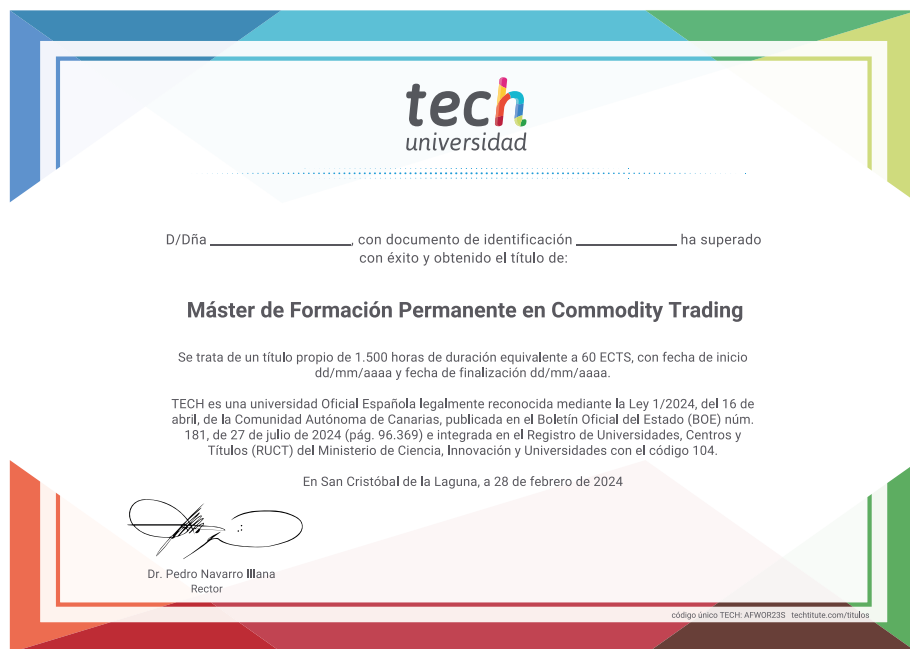 tech
universidad
D/Dña ________________, con documento de identificación ____________ ha superado
con éxito y obtenido el título de:
Máster de Formación Permanente en Commodity Trading
Se trata de un título propio de 1.500 horas de duración equivalente a 60 ECTS, con fecha de inicio
dd/mm/aaaa y fecha de finalización dd/mm/aaaa.
TECH es una universidad Oficial Española legalmente reconocida mediante la Ley 1/2024, del 16 de
abril, de la Comunidad Autónoma de Canarias, publicada en el Boletín Oficial del Estado (BOE) núm.
181, de 27 de julio de 2024 (pág. 96.369) e integrada en el Registro de Universidades, Centros y
Títulos (RUCT) del Ministerio de Ciencia, Innovación y Universidades con el código 104.
En San Cristóbal de la Laguna, a 28 de febrero de 2024
Dr. Pedro Navarro Illana
Rector
código único TECH: AFWOR23S techtitute.com/titulos